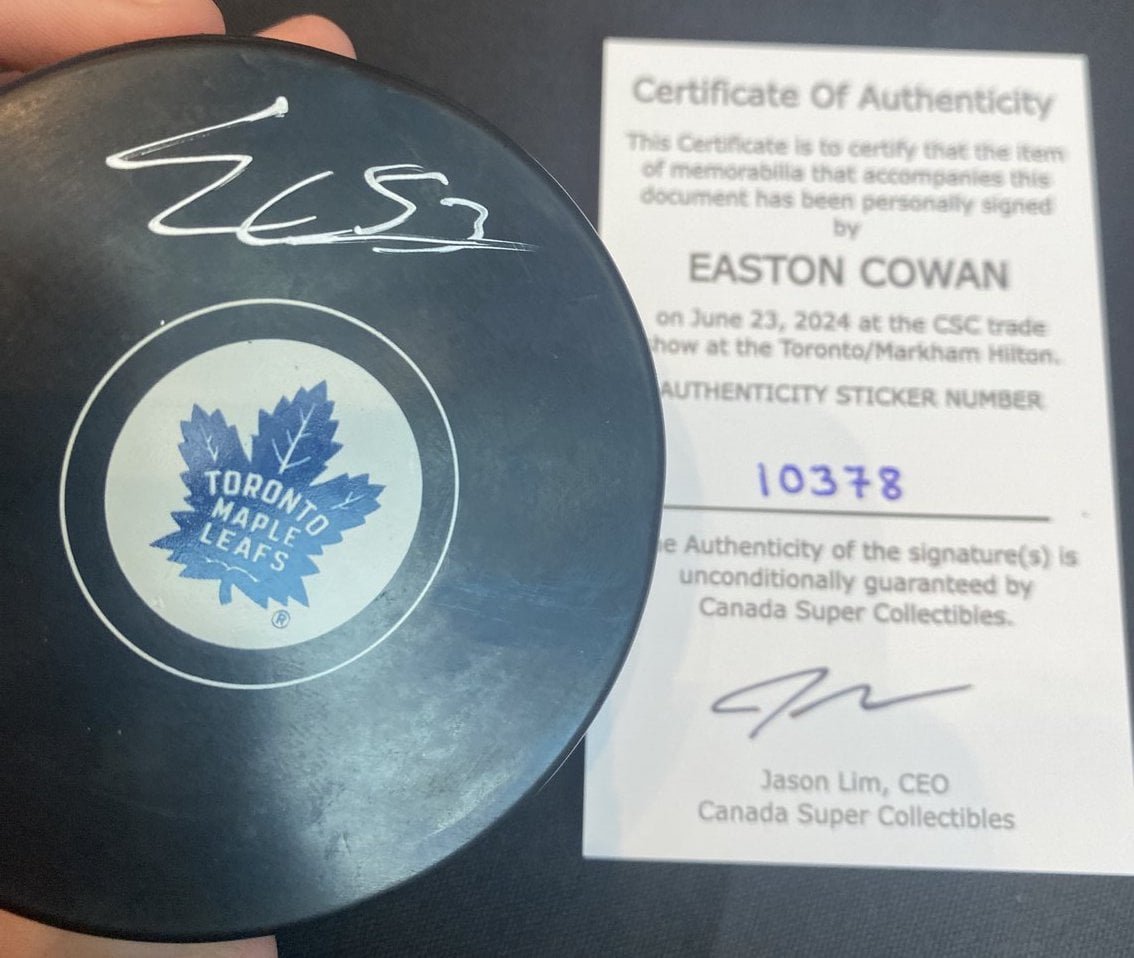 53
TORONTO
MAPLE
LEAFS
®
Certificate Of Authenticity
This Certificate is to certify that the item
of memorabilia that accompanies this
document has been personally signed
by
EASTON COWAN
on June 23, 2024 at the CSC trade
how at the Toronto/Markham Hilton.
AUTHENTICITY STICKER NUMBER
10378
e Authenticity of the signature(s) is
unconditionally guaranteed by
Canada Super Collectibles.
Jason Lim, CEO
Canada Super Collectibles